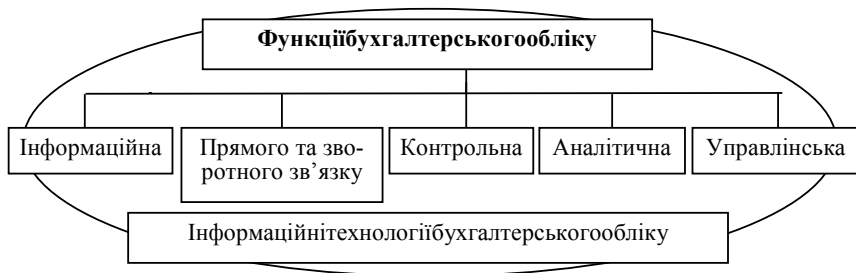 Функціїбухгалтерськогообліку
Інформаційна
Прямого та зво-
ротного зв’язку
Контрольна
Аналітична
Управлінська
Інформаційнітехнологіїбухгалтерськогообліку